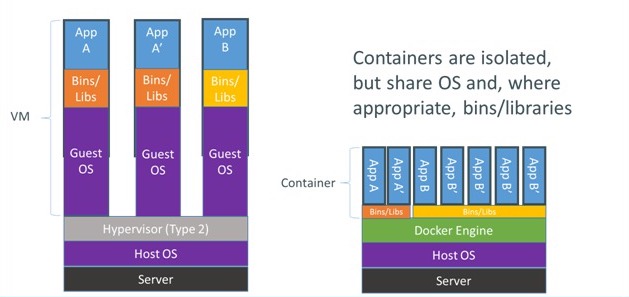 VM
App
A
Bins/
Libs
Guest
OS
App
A’
Bins/
Libs
Guest
OS
App
B
Bins/
Libs
Guest
OS
Hypervisor (Type 2)
Host OS
Server
Containers are isolated,
but share OS and, where
appropriate, bins/libraries
Container
App A
App A’
App B
App B’
App B’
App B’
App B’
Bins/Libs
Bins/Libs
Docker Engine
Host OS
Server